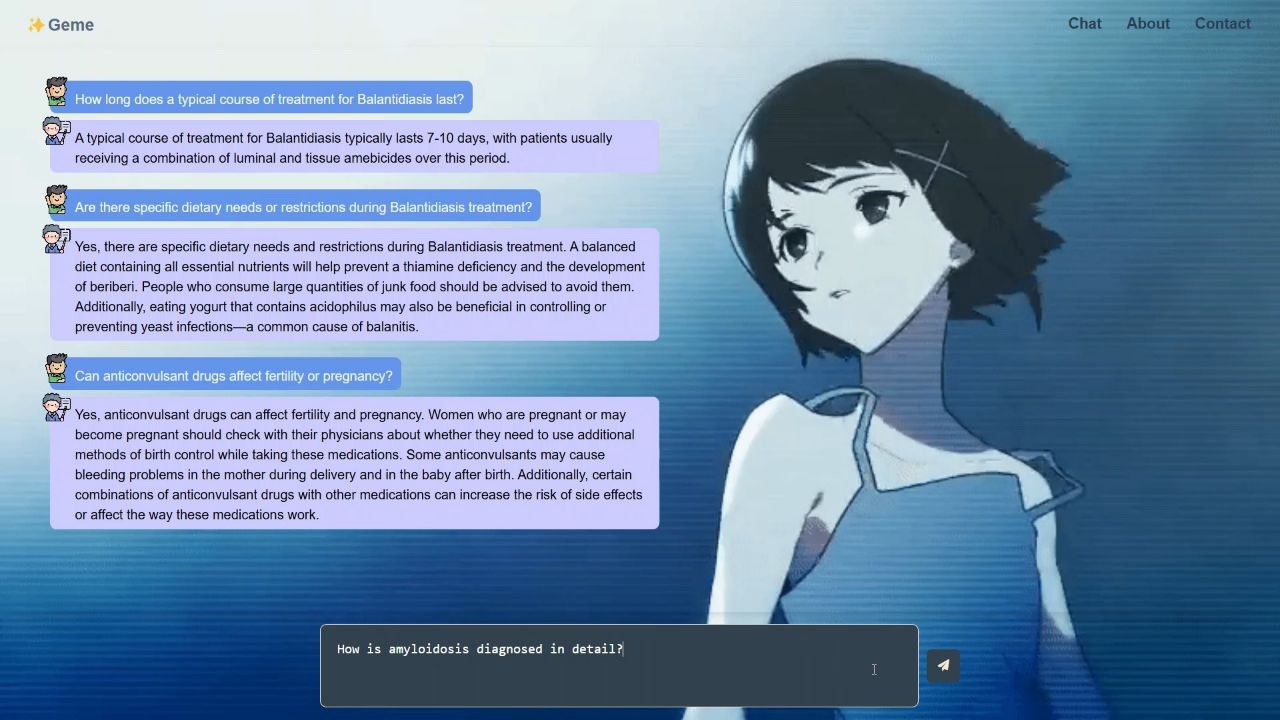 ✨Geme
Chat
About
Contact
How long does a typical course of treatment for Balantidiasis last?
A typical course of treatment for Balantidiasis typically lasts 7-10 days, with patients usually
receiving a combination of luminal and tissue amebicides over this period.
Are there specific dietary needs or restrictions during Balantidiasis treatment?
Yes, there are specific dietary needs and restrictions during Balantidiasis treatment. A balanced
diet containing all essential nutrients will help prevent a thiamine deficiency and the development
of beriberi. People who consume large quantities of junk food should be advised to avoid them.
Additionally, eating yogurt that contains acidophilus may also be beneficial in controlling or
preventing yeast infections—a common cause of balanitis.
Can anticonvulsant drugs affect fertility or pregnancy?
Yes, anticonvulsant drugs can affect fertility and pregnancy. Women who are pregnant or may
become pregnant should check with their physicians about whether they need to use additional
methods of birth control while taking these medications. Some anticonvulsants may cause
bleeding problems in the mother during delivery and in the baby after birth. Additionally, certain
combinations of anticonvulsant drugs with other medications can increase the risk of side effects
or affect the way these medications work.
How is amyloidosis diagnosed in detail?